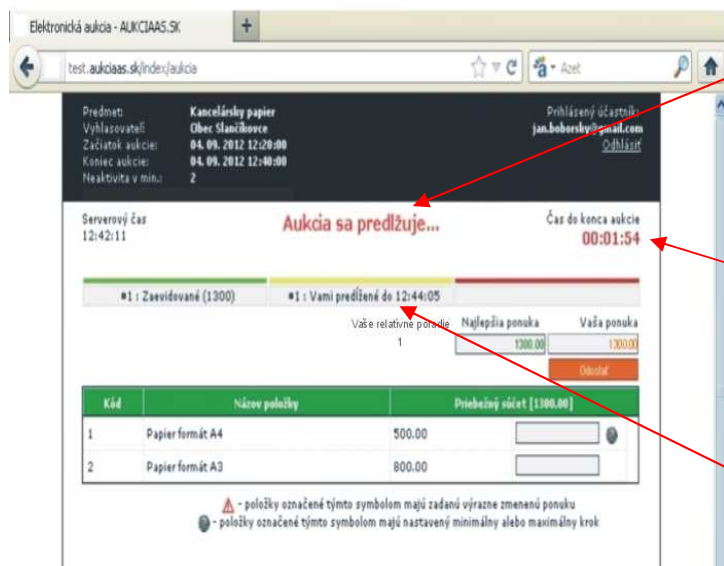 Elektronická aukcia - AUKCIAAS.SK +
test.aukciaas.sk/index/aukcia Azet
Predmet: Kancelársky papier
Vyhlasovateľ: Obec Slančíkovce
Začiatok aukcie: 04. 09. 2012 12:20:00
Koniec aukcie: 04. 09. 2012 12:40:00
Neaktivita v min.: 2
Prihlásený účastník:
jan.boborsky@gmail.com
Odhlásiť
Serverový čas
12:42:11
Aukcia sa predlžuje...
Čas do konca aukcie
00:01:54
#1 : Zaevidované (1300) #1 : Vami predĺžené do 12:44:05
Vaše relatívne poradie Najlepšia ponuka Vaša ponuka
1 1300.00 1300.00
Odoslať
Kód Názov položky Priebežný súčet [1300.00]
1 Papier formát A4 500.00
2 Papier formát A3 800.00
- položky označené týmto symbolom majú zadanú výrazne zmenenú ponuku
- položky označené týmto symbolom majú nastavený minimálny alebo maximálny krok